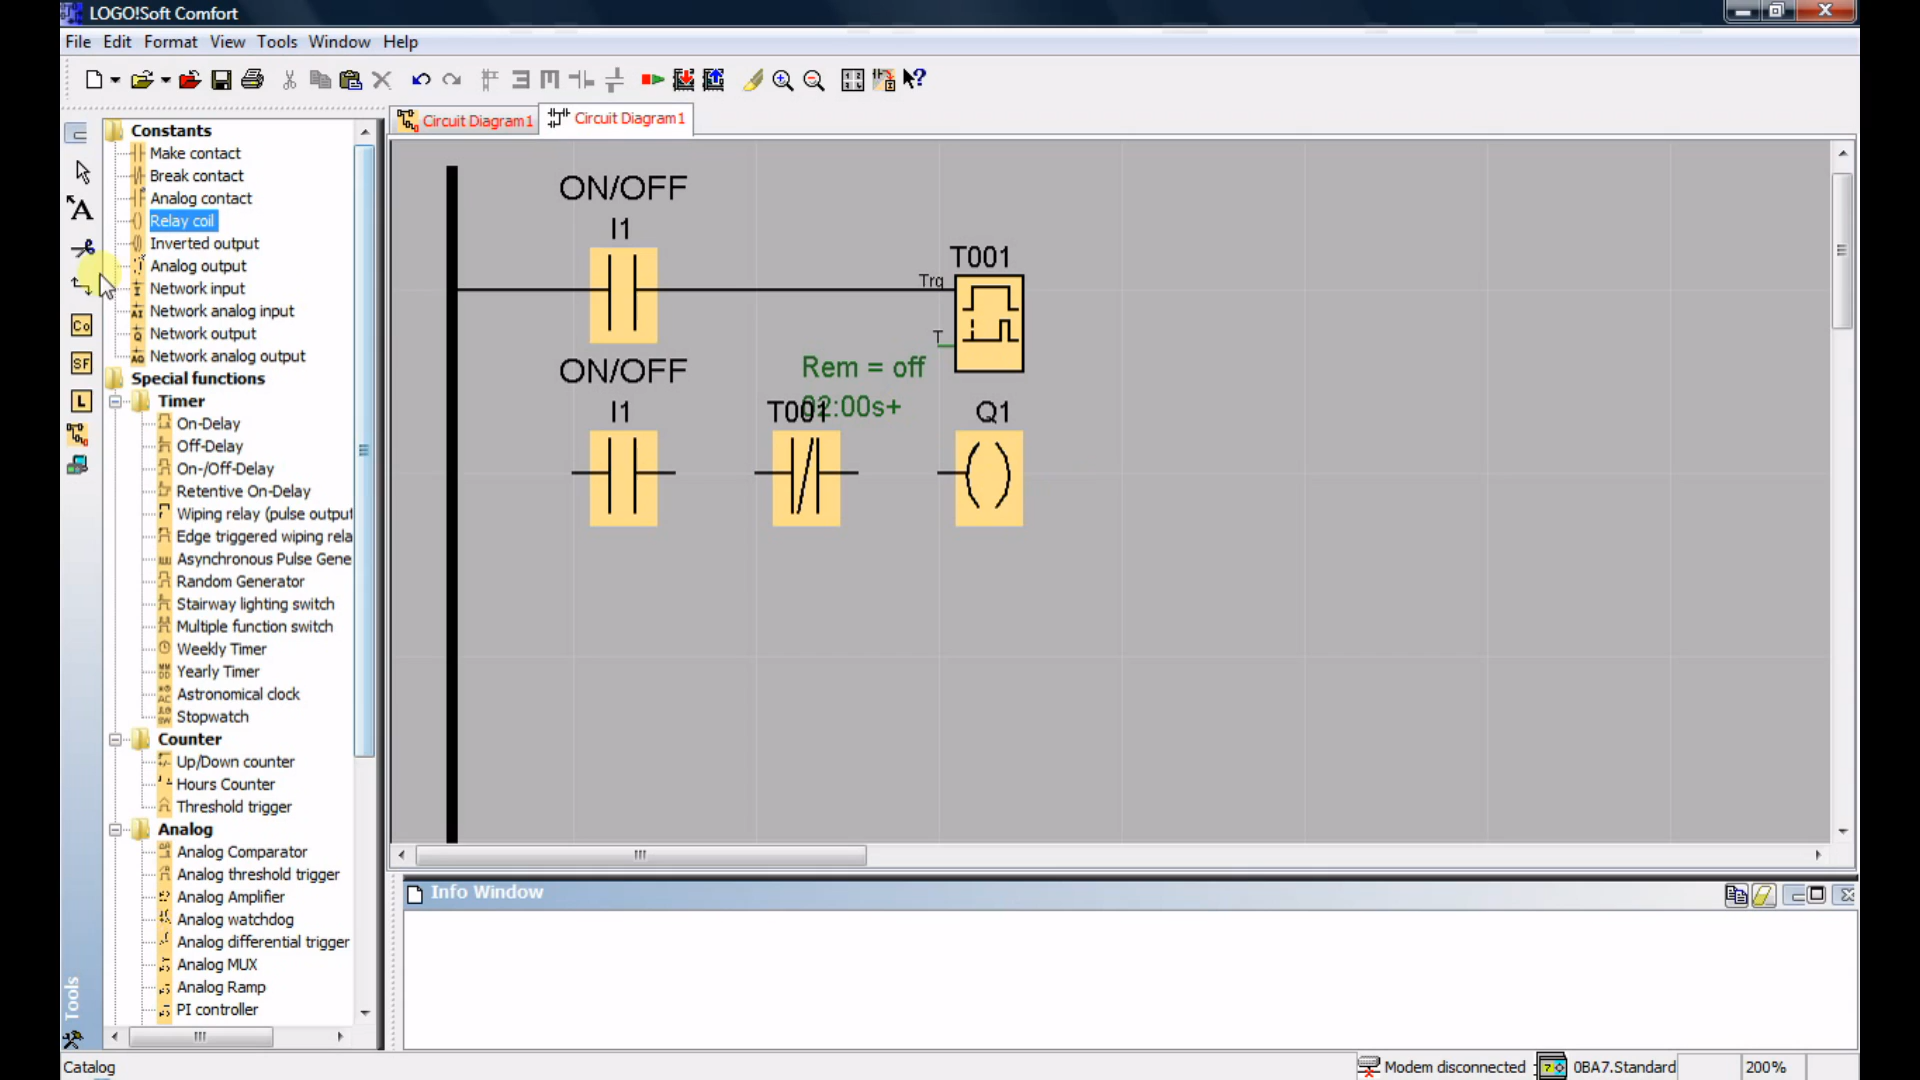 LOGO!Soft Comfort
File Edit Format View Tools Window Help
Circuit Diagram1 Circuit Diagram1
Constants
Make contact
Break contact
Analog contact
Relay coil
Inverted output
Analog output
Network input
Network analog input
Network output
Network analog output
Special functions
Timer
On-Delay
Off-Delay
On-/Off-Delay
Retentive On-Delay
Wiping relay (pulse output
Edge triggered wiping rela
Asynchronous Pulse Gene
Random Generator
Stairway lighting switch
Multiple function switch
Weekly Timer
Yearly Timer
Astronomical clock
Stopwatch
Counter
Up/Down counter
Hours Counter
Threshold trigger
Analog
Analog Comparator
Analog threshold trigger
Analog Amplifier
Analog watchdog
Analog differential trigger
Analog MUX
Analog Ramp
PI controller
Co
SF
L
Tools
ON/OFF
I1
T001
Trg
T
ON/OFF
Rem = off
02:00s+
I1
T001
Q1
Info Window
Catalog
Modem disconnected
0BA7.Standard
200%